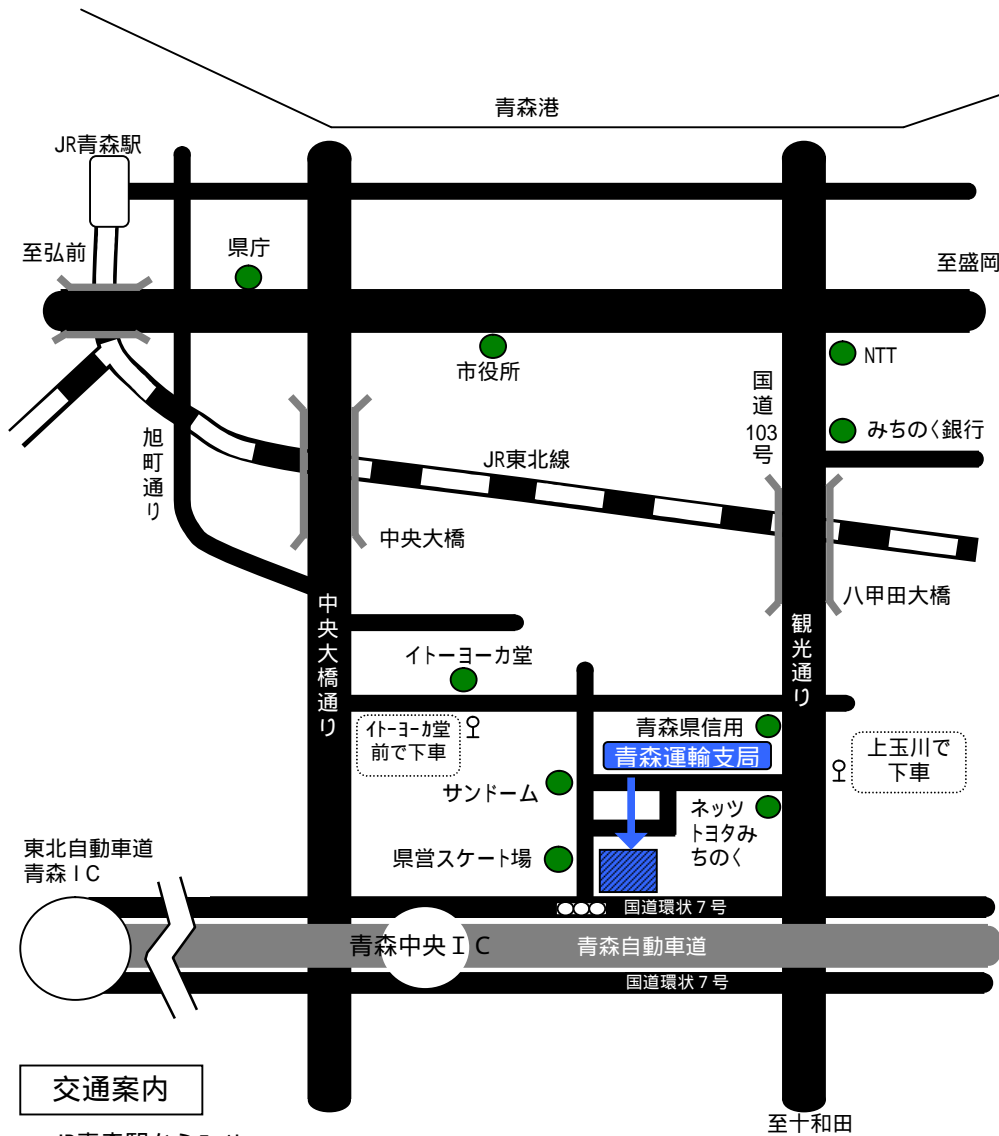 青森港
JR青森駅
県庁
至弘前
至盛岡
市役所
NTT
国道103号
みちのく銀行
旭町通り
JR東北線
中央大橋
八甲田大橋
中央大橋通り
観光通り
イトーヨーカ堂
イトーヨーカ堂
前で下車
青森県信用
青森運輸支局
上玉川で
下車
サンドーム
ネッツ
トヨタみ
ちのく
県営スケート場
東北自動車道
青森IC
国道環状7号
青森中央IC
青森自動車道
国道環状7号
交通案内
至十和田